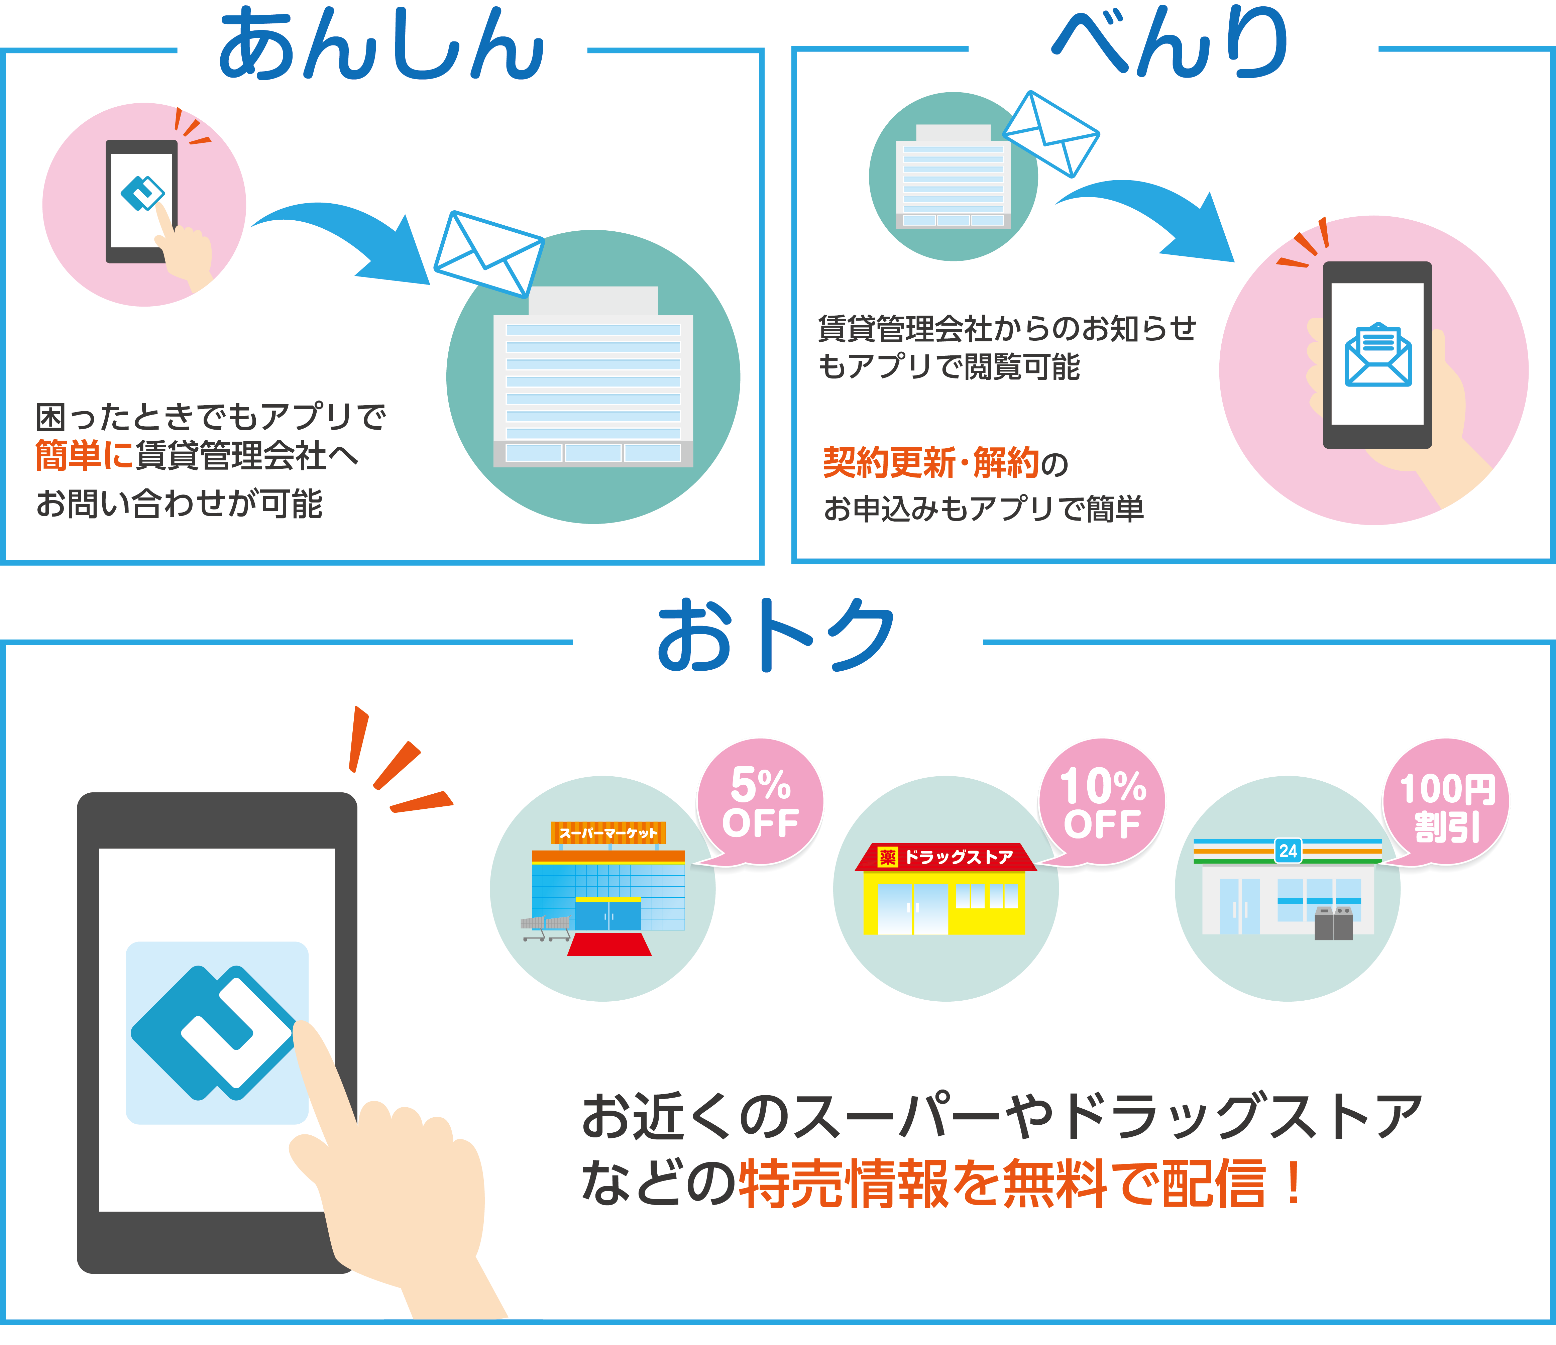 あんしん
困ったときでもアプリで
簡単に賃貸管理会社へ
お問い合わせが可能
べんり
賃貸管理会社からのお知らせ
もアプリで閲覧可能
契約更新･解約の
お申込みもアプリで簡単
おトク
スーパーマーケット
5%
OFF
薬 ドラッグストア
10%
OFF
24
100円
割引
お近くのスーパーやドラッグストア
などの特売情報を無料で配信！